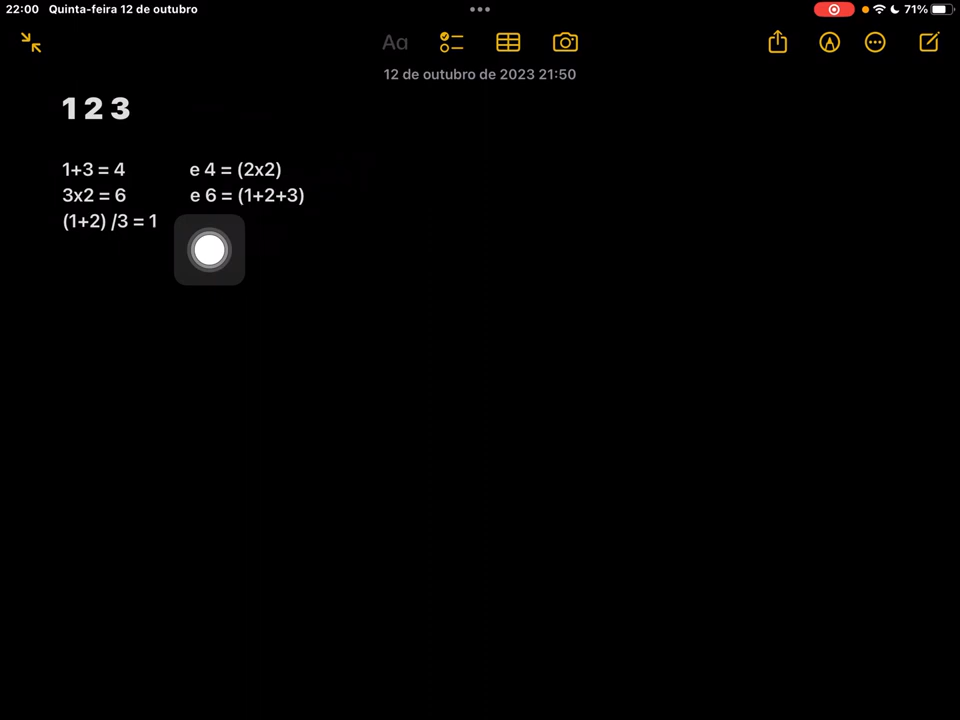 22:00 Quinta-feira 12 de outubro
71%
Aa
12 de outubro de 2023 21:50
1 2 3
1+3 = 4 e 4 = (2x2)
3x2 = 6 e 6 = (1+2+3)
(1+2) /3 = 1